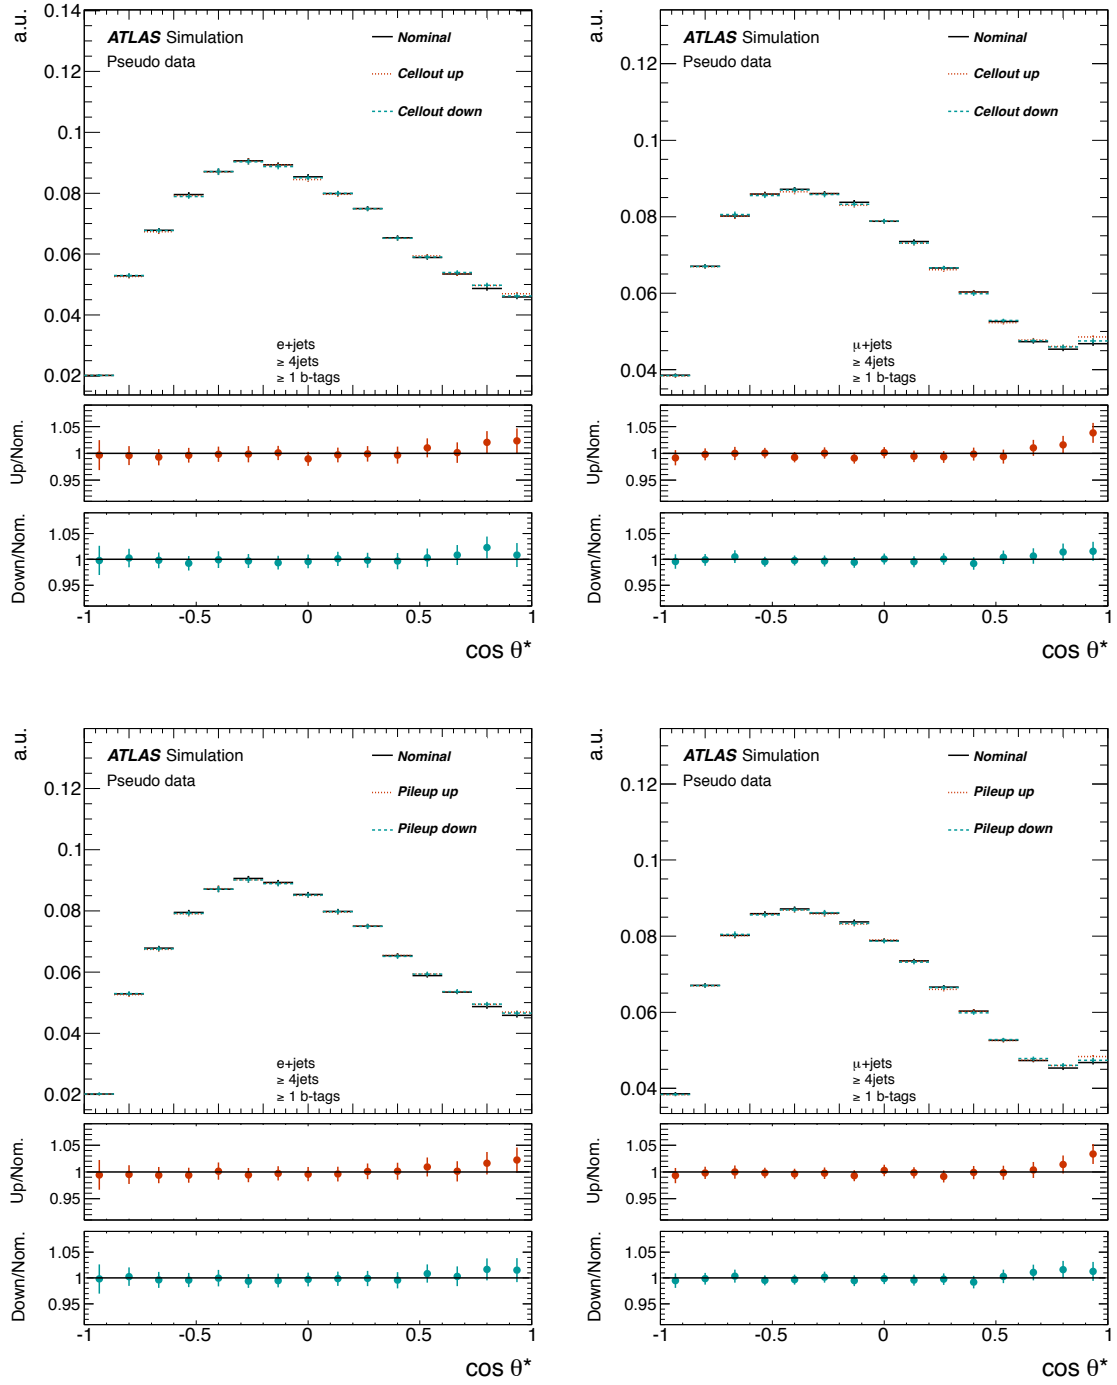 a.u.
ATLAS Simulation
Pseudo data
Nominal
Cellout up
Cellout down
0.14
0.12
0.1
0.08
0.06
0.04
0.02
e+jets
≥ 4jets
≥ 1 b-tags
Up/Nom.
1.05
1
0.95
Down/Nom.
1.05
1
0.95
-1 -0.5 0 0.5 1
cos θ*
a.u.
ATLAS Simulation
Pseudo data
Nominal
Cellout up
Cellout down
0.12
0.1
0.08
0.06
0.04
μ+jets
≥ 4jets
≥ 1 b-tags
Up/Nom.
1.05
1
0.95
Down/Nom.
1.05
1
0.95
-1 -0.5 0 0.5 1
cos θ*
a.u.
ATLAS Simulation
Pseudo data
Nominal
Pileup up
Pileup down
0.12
0.1
0.08
0.06
0.04
0.02
e+jets
≥ 4jets
≥ 1 b-tags
Up/Nom.
1.05
1
0.95
Down/Nom.
1.05
1
0.95
-1 -0.5 0 0.5 1
cos θ*
a.u.
ATLAS Simulation
Pseudo data
Nominal
Pileup up
Pileup down
0.12
0.1
0.08
0.06
0.04
μ+jets
≥ 4jets
≥ 1 b-tags
Up/Nom.
1.05
1
0.95
Down/Nom.
1.05
1
0.95
-1 -0.5 0 0.5 1
cos θ*